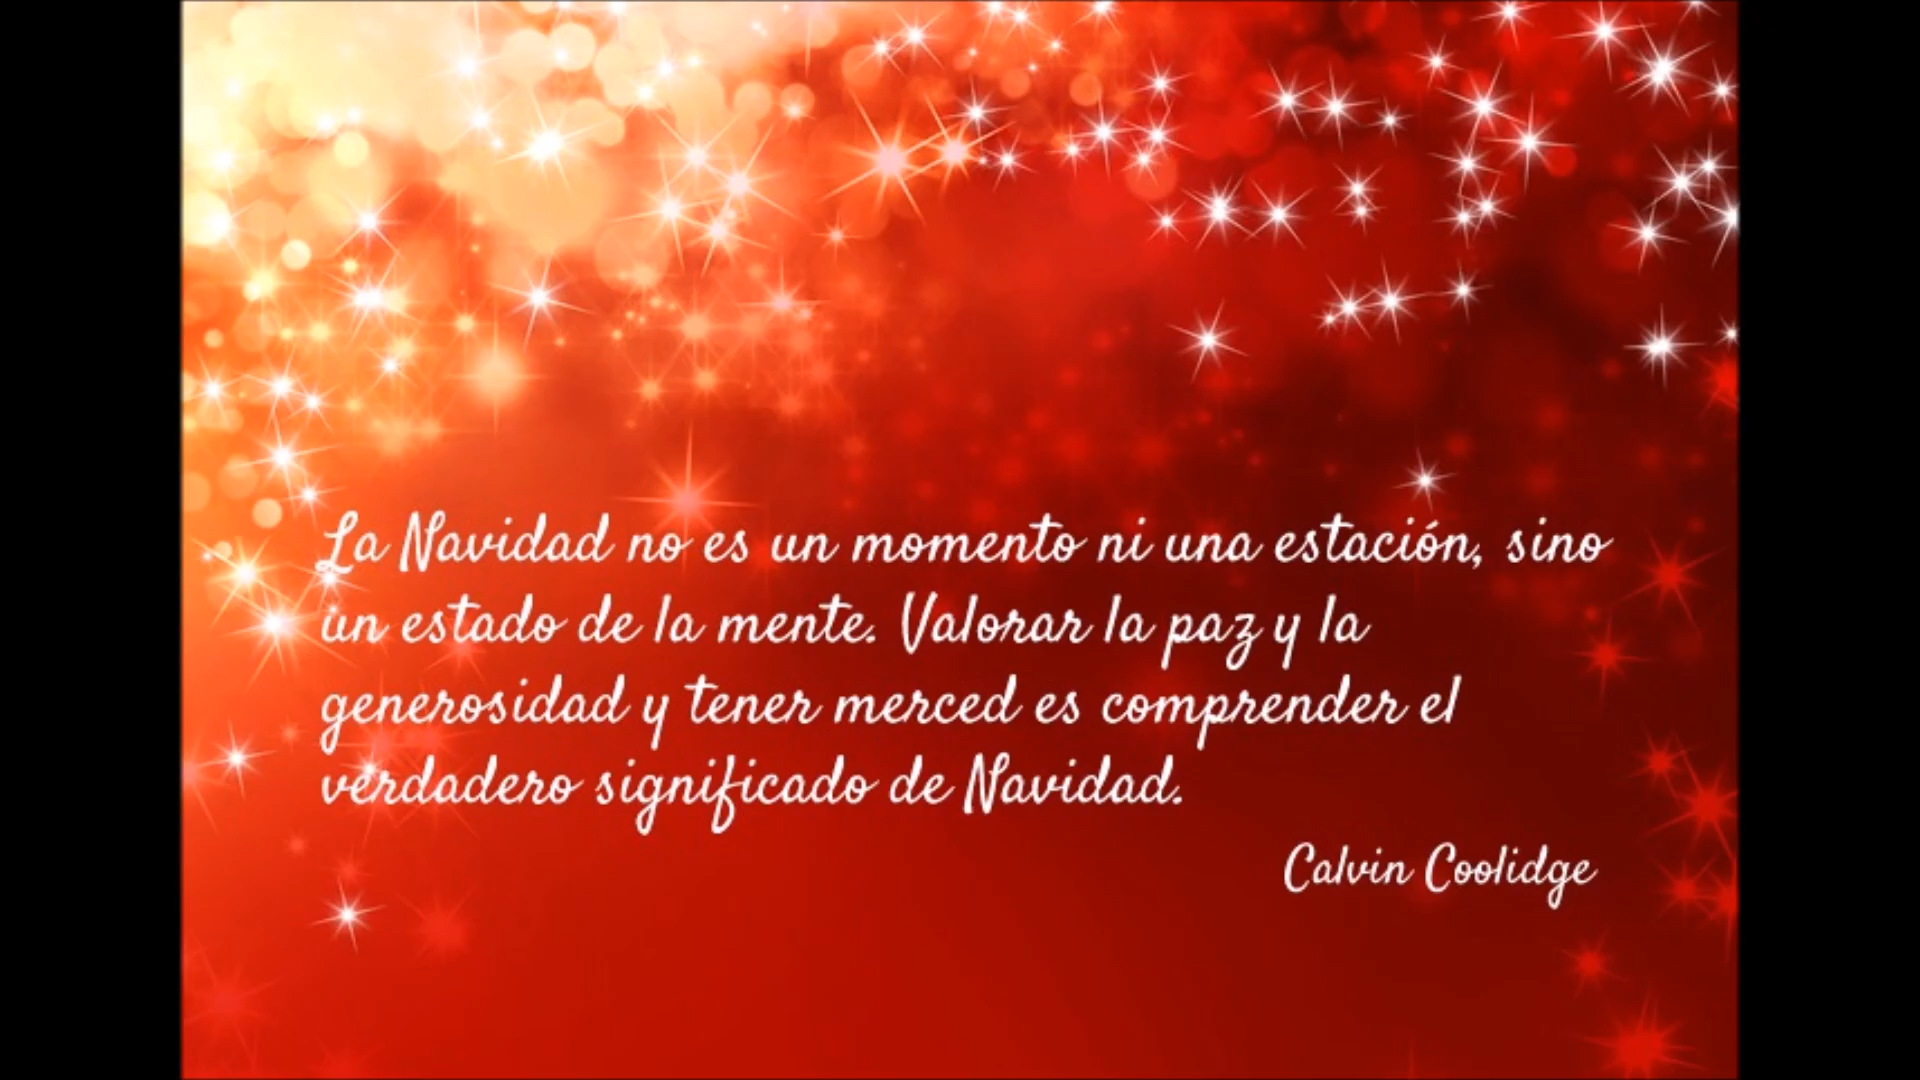 La Navidad no es un momento ni una estación, sino
un estado de la mente. Valorar la paz y la
generosidad y tener merced es comprender el
verdadero significado de Navidad.
Calvin Coolidge